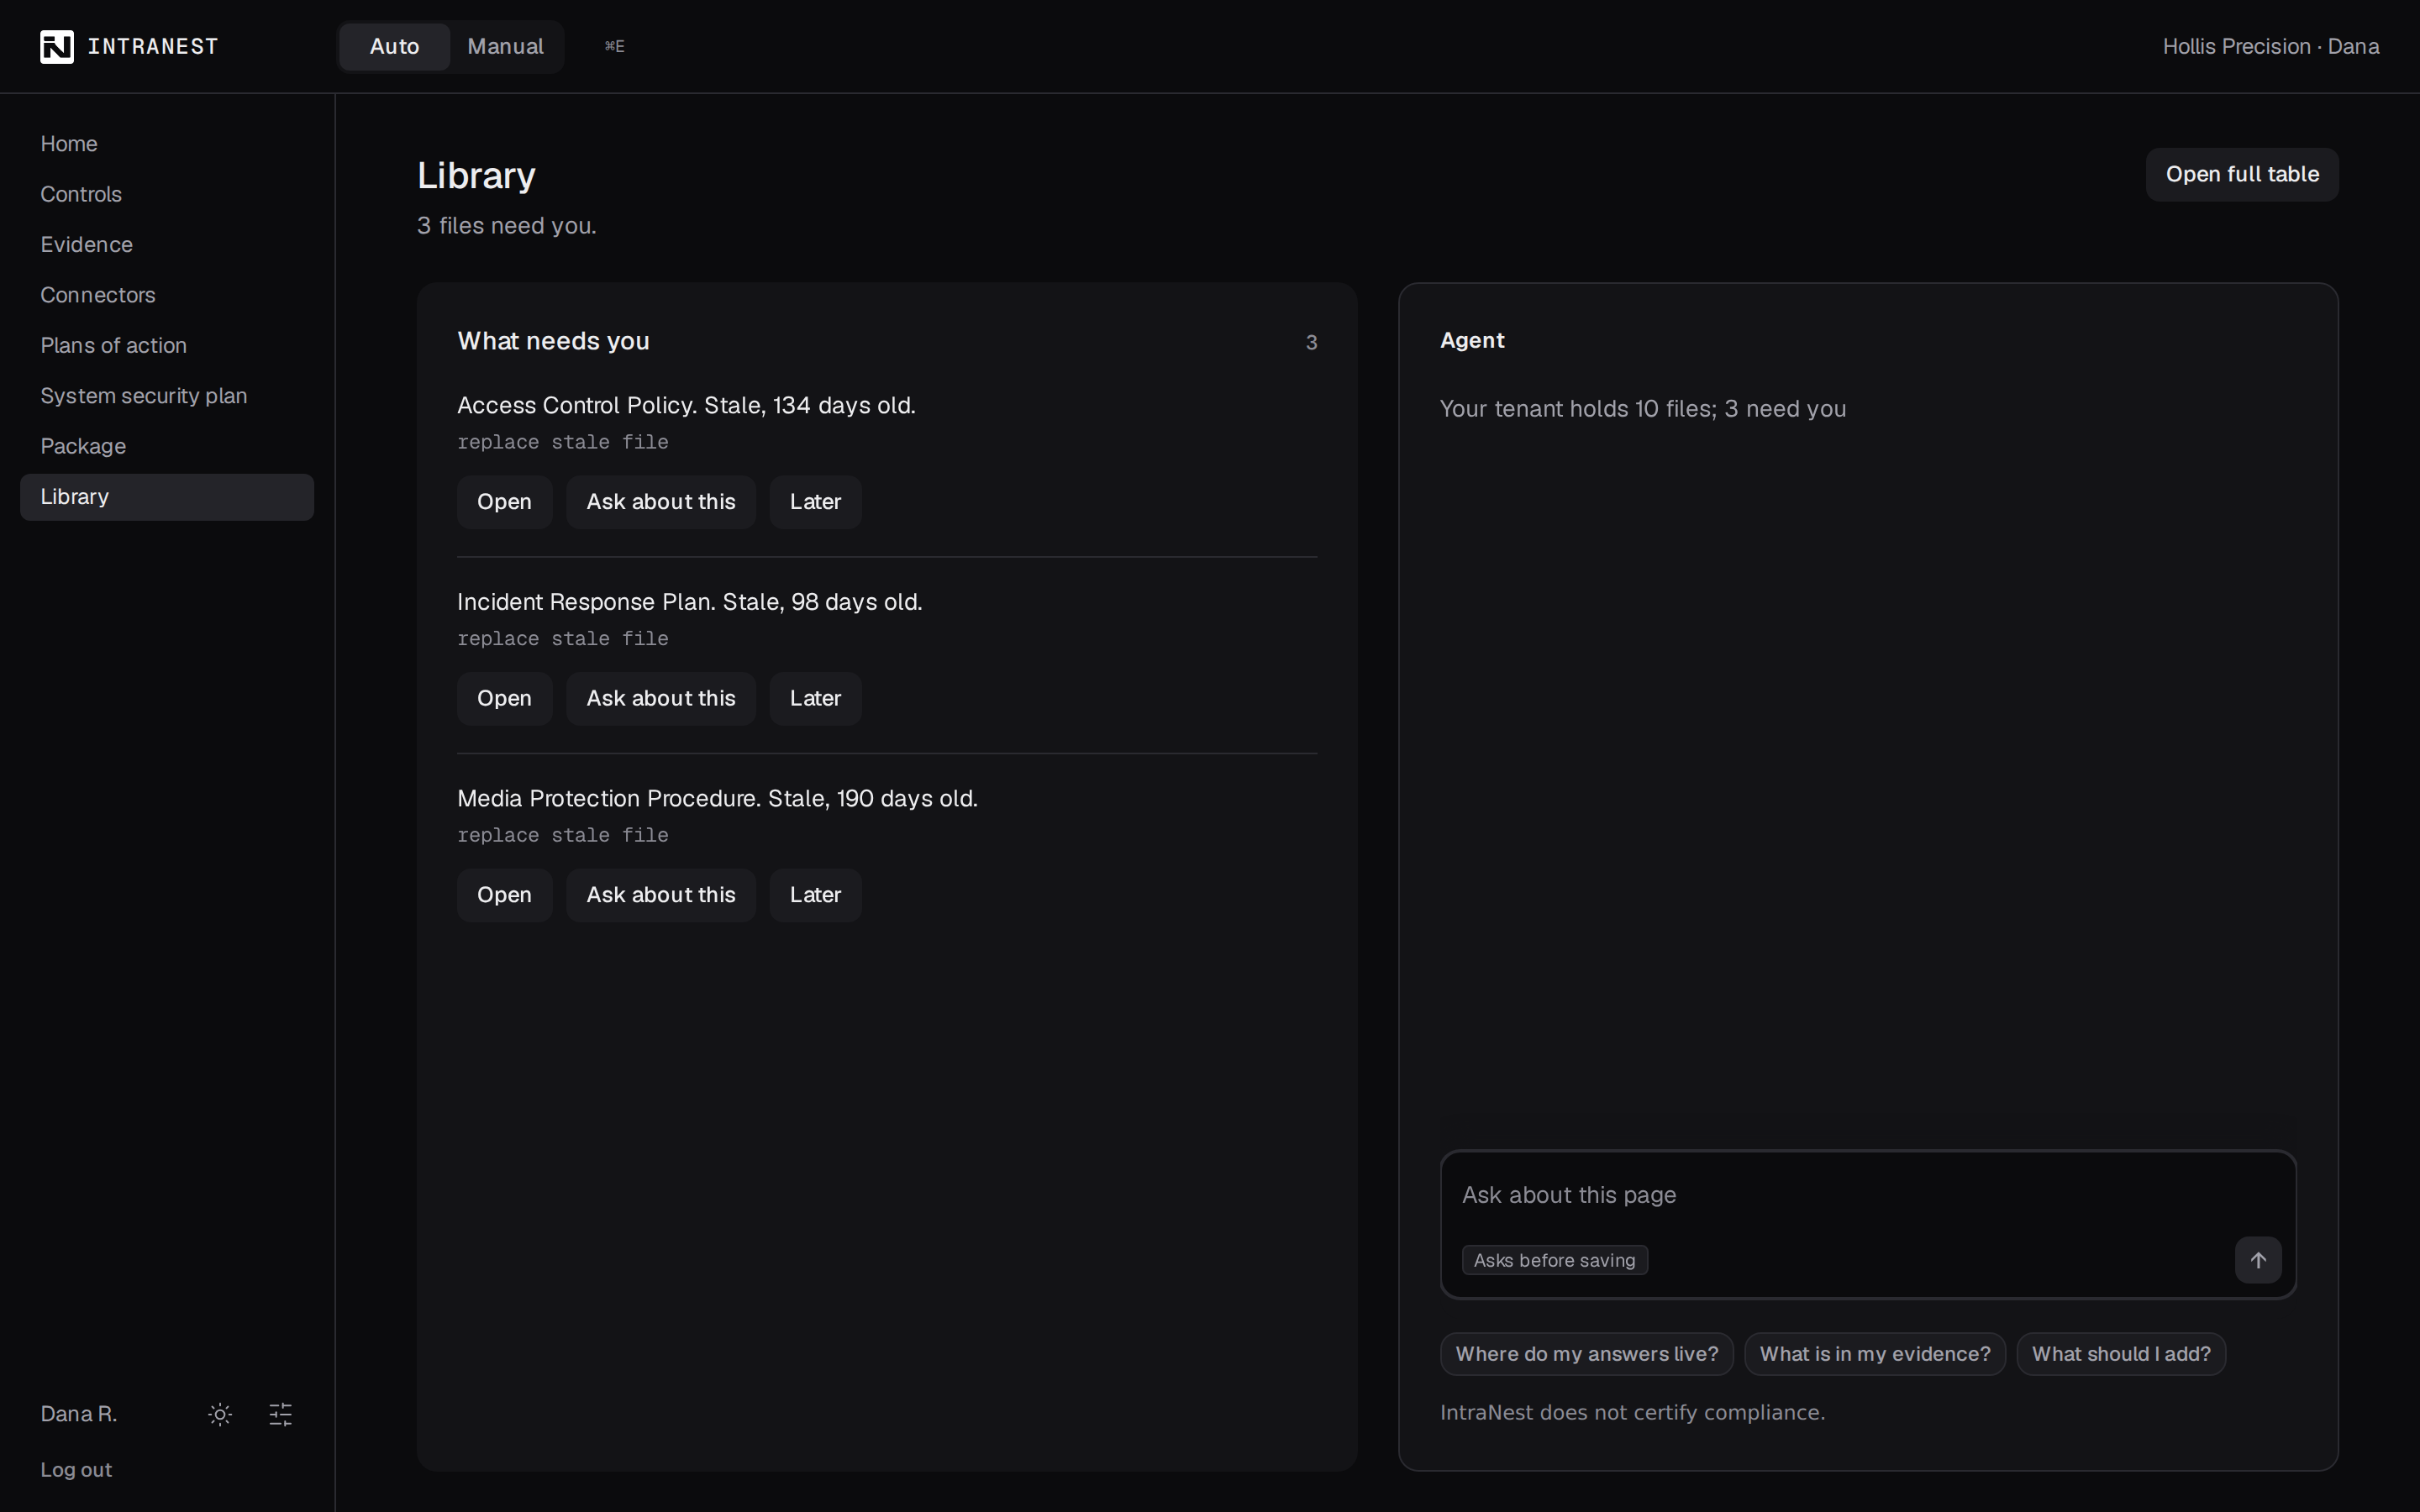 INTRANEST
Auto
Manual
⌘E
Hollis Precision · Dana
Home
Controls
Evidence
Connectors
Plans of action
System security plan
Package
Library
Dana R.
Log out
Library
3 files need you.
Open full table
What needs you
3
Access Control Policy. Stale, 134 days old.
replace stale file
Open
Ask about this
Later
Incident Response Plan. Stale, 98 days old.
replace stale file
Open
Ask about this
Later
Media Protection Procedure. Stale, 190 days old.
replace stale file
Open
Ask about this
Later
Agent
Your tenant holds 10 files; 3 need you
Ask about this page
Asks before saving
Where do my answers live?
What is in my evidence?
What should I add?
IntraNest does not certify compliance.